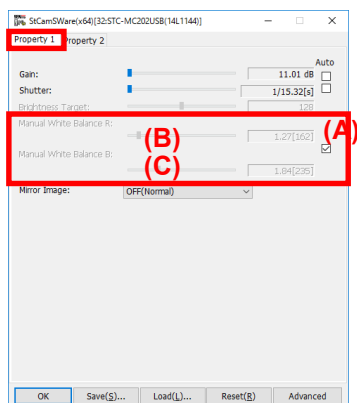 StCamSWare(x64)[32:STC-MC202USB(14L1144)]
Property 1 Property 2
Auto
Gain: 11.01 dB
Shutter: 1/15.32[s]
Brightness Target: 128
Manual White Balance R:
(B) 1.27[162] (A)
Manual White Balance B:
(C) 1.84[235]
Mirror Image: OFF(Normal)
OK Save(S)... Load(L)... Reset(R) Advanced